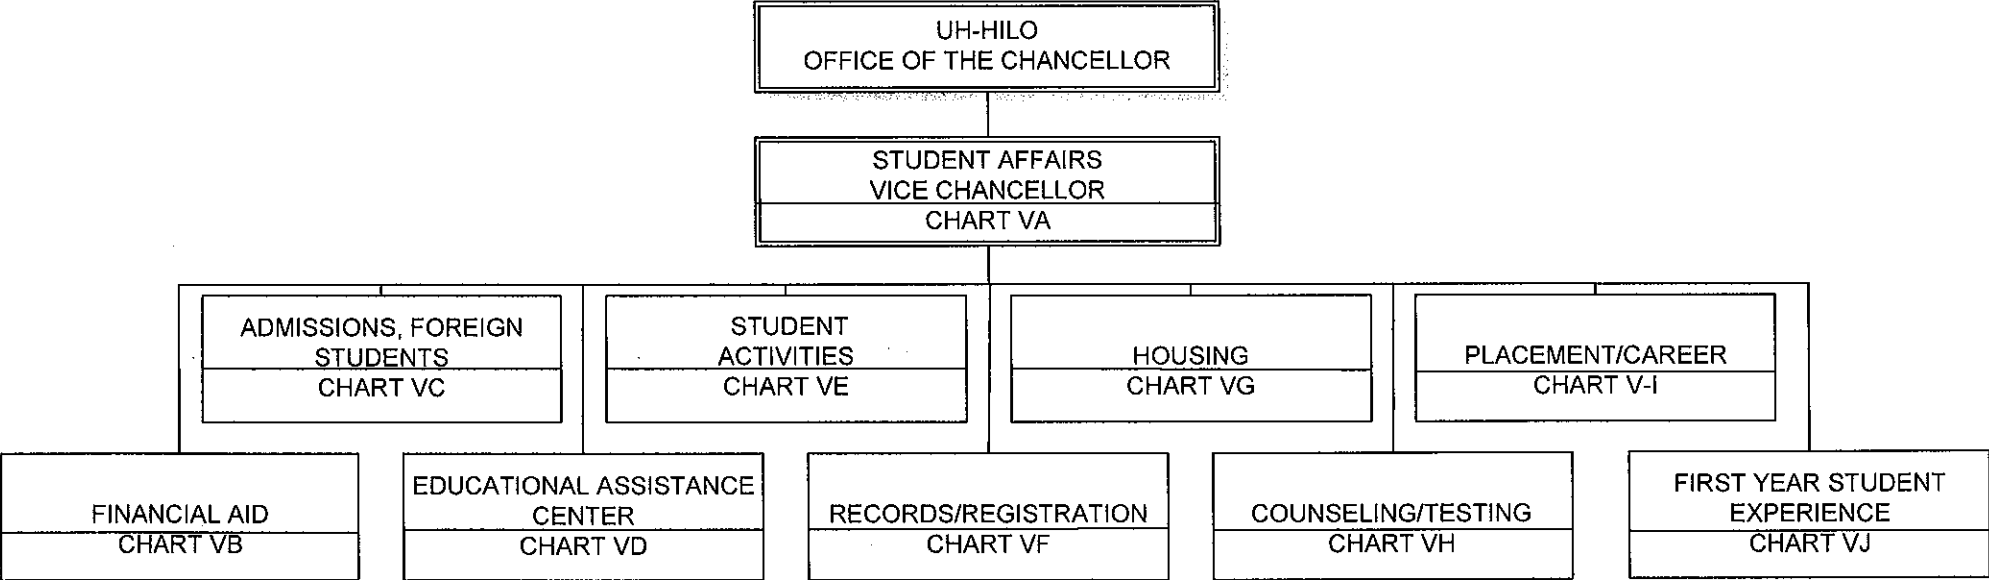 UH-HILO
OFFICE OF THE CHANCELLOR
STUDENT AFFAIRS
VICE CHANCELLOR
CHART VA
ADMISSIONS, FOREIGN
STUDENTS
CHART VC
STUDENT
ACTIVITIES
CHART VE
HOUSING
CHART VG
PLACEMENT/CAREER
CHART V-I
FINANCIAL AID
CHART VB
EDUCATIONAL ASSISTANCE
CENTER
CHART VD
RECORDS/REGISTRATION
CHART VF
COUNSELING/TESTING
CHART VH
FIRST YEAR STUDENT
EXPERIENCE
CHART VJ